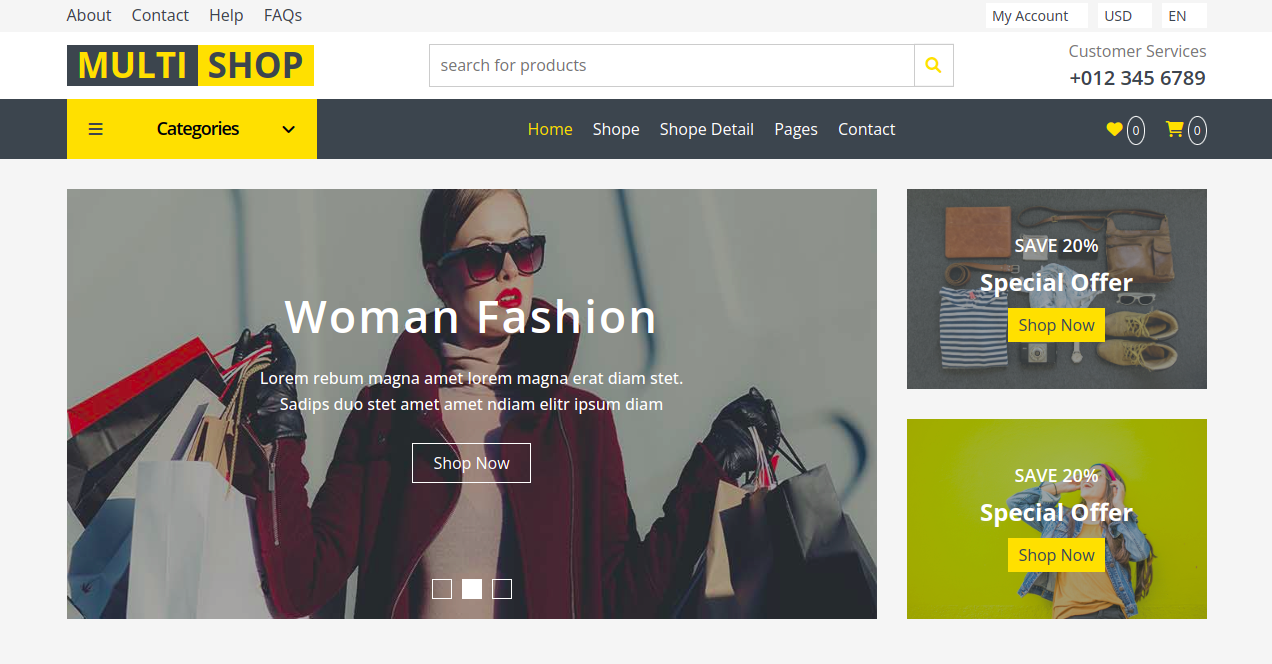 About Contact Help FAQs
My Account USD EN
MULTI SHOP
search for products
Customer Services
+012 345 6789
Categories
Home Shope Shope Detail Pages Contact
0 0
Woman Fashion
Lorem rebum magna amet lorem magna erat diam stet.
Sadips duo stet amet amet ndiam elitr ipsum diam
Shop Now
SAVE 20%
Special Offer
Shop Now
SAVE 20%
Special Offer
Shop Now